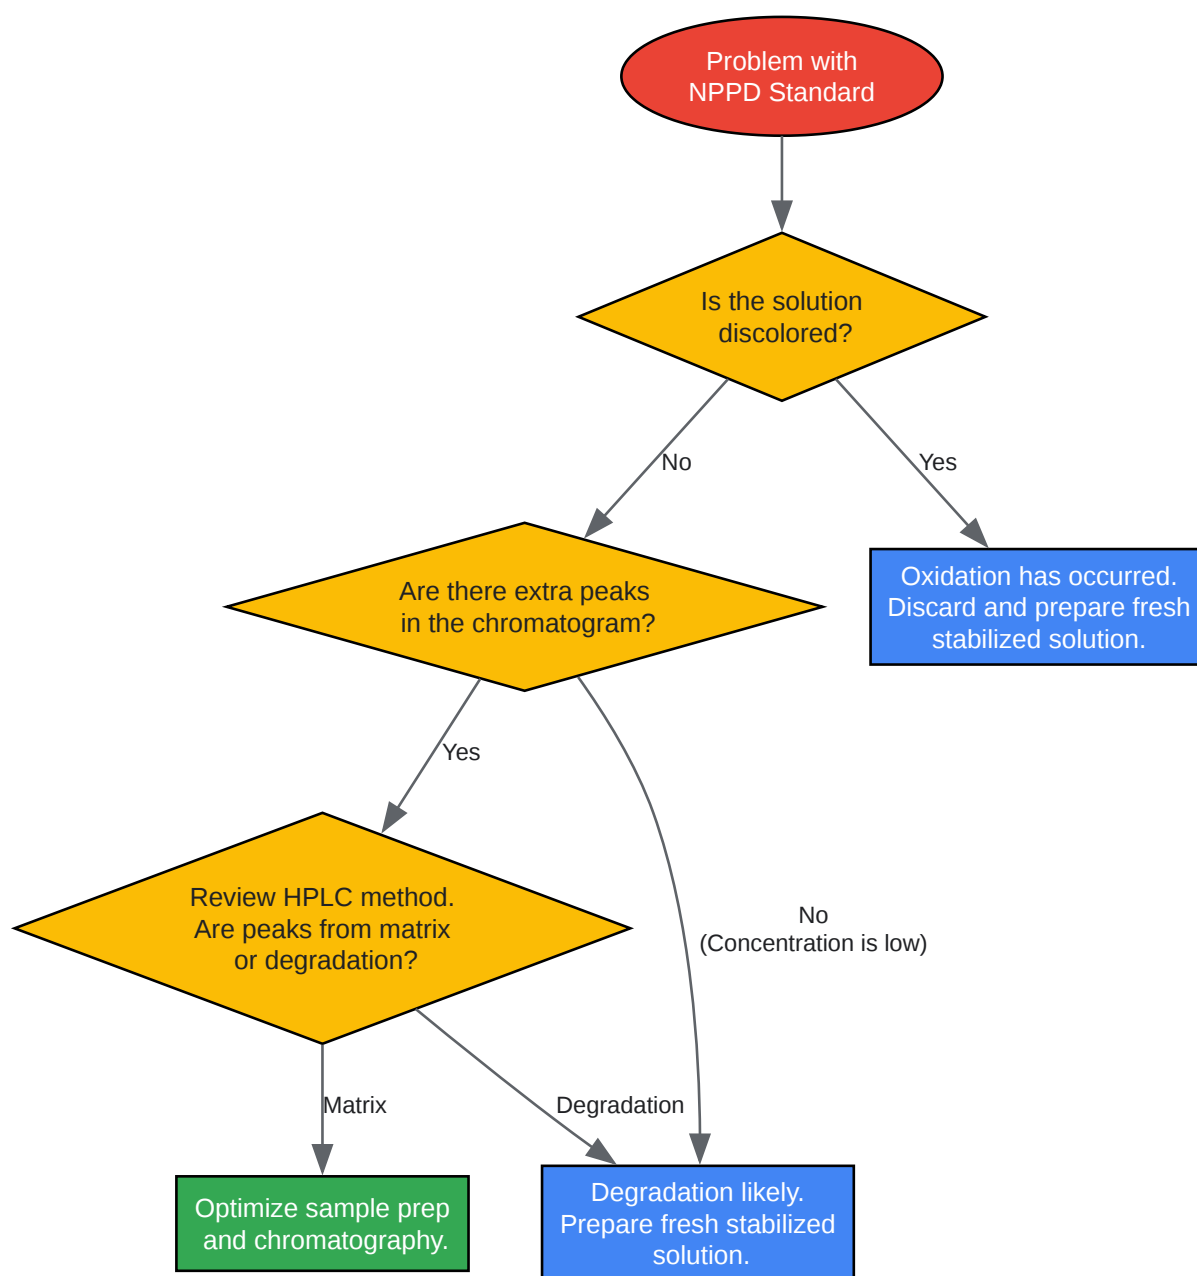 Problem with
NPPD Standard
Is the solution
discolored?
No
Yes
Are there extra peaks
in the chromatogram?
Oxidation has occurred.
Discard and prepare fresh
stabilized solution.
Yes
Review HPLC method.
Are peaks from matrix
or degradation?
No
(Concentration is low)
Matrix
Degradation
Optimize sample prep
and chromatography.
Degradation likely.
Prepare fresh stabilized
solution.